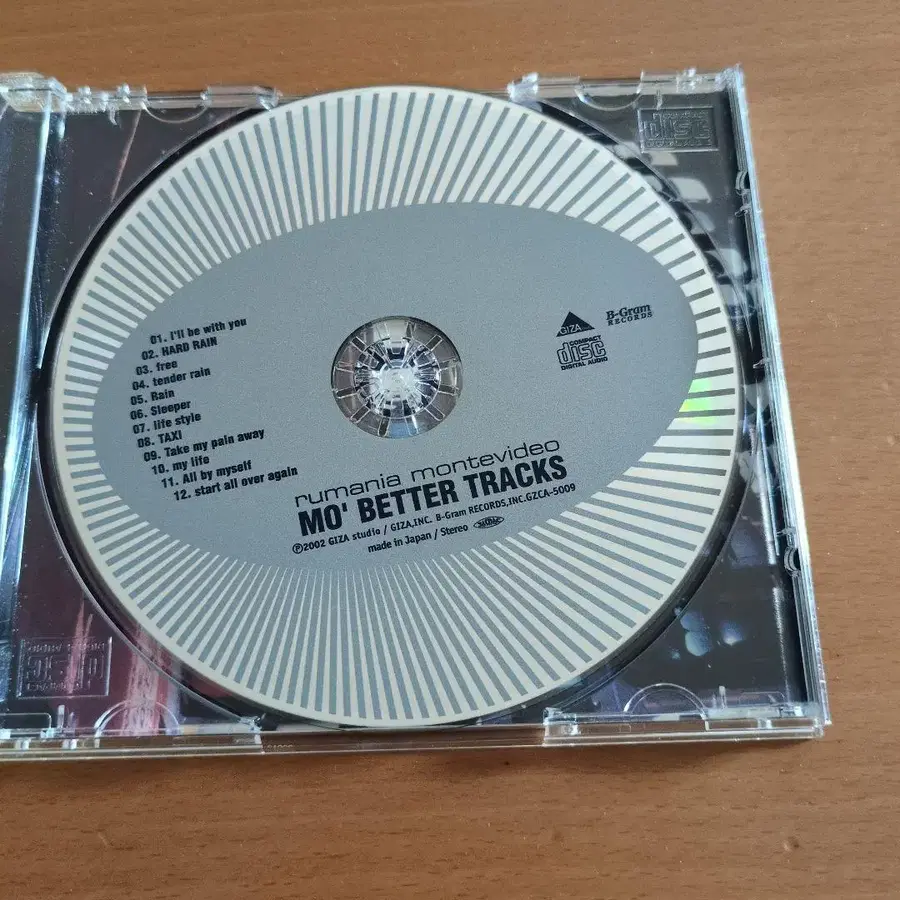 01. I'll be with you
02. HARD RAIN
03. free
04. tender rain
05. Rain
06. Sleeper
07. life style
08. TAXI
09. Take my pain away
10. my life
11. All by myself
12. start all over again
GIZA
B-Gram
RECORDS
COMPACT
disc
DIGITAL AUDIO
rumania montevideo
MO' BETTER TRACKS
℗2002 GIZA studio / GIZA,INC. B-Gram RECORDS,INC.GZCA-5009
made in Japan / Stereo
disc